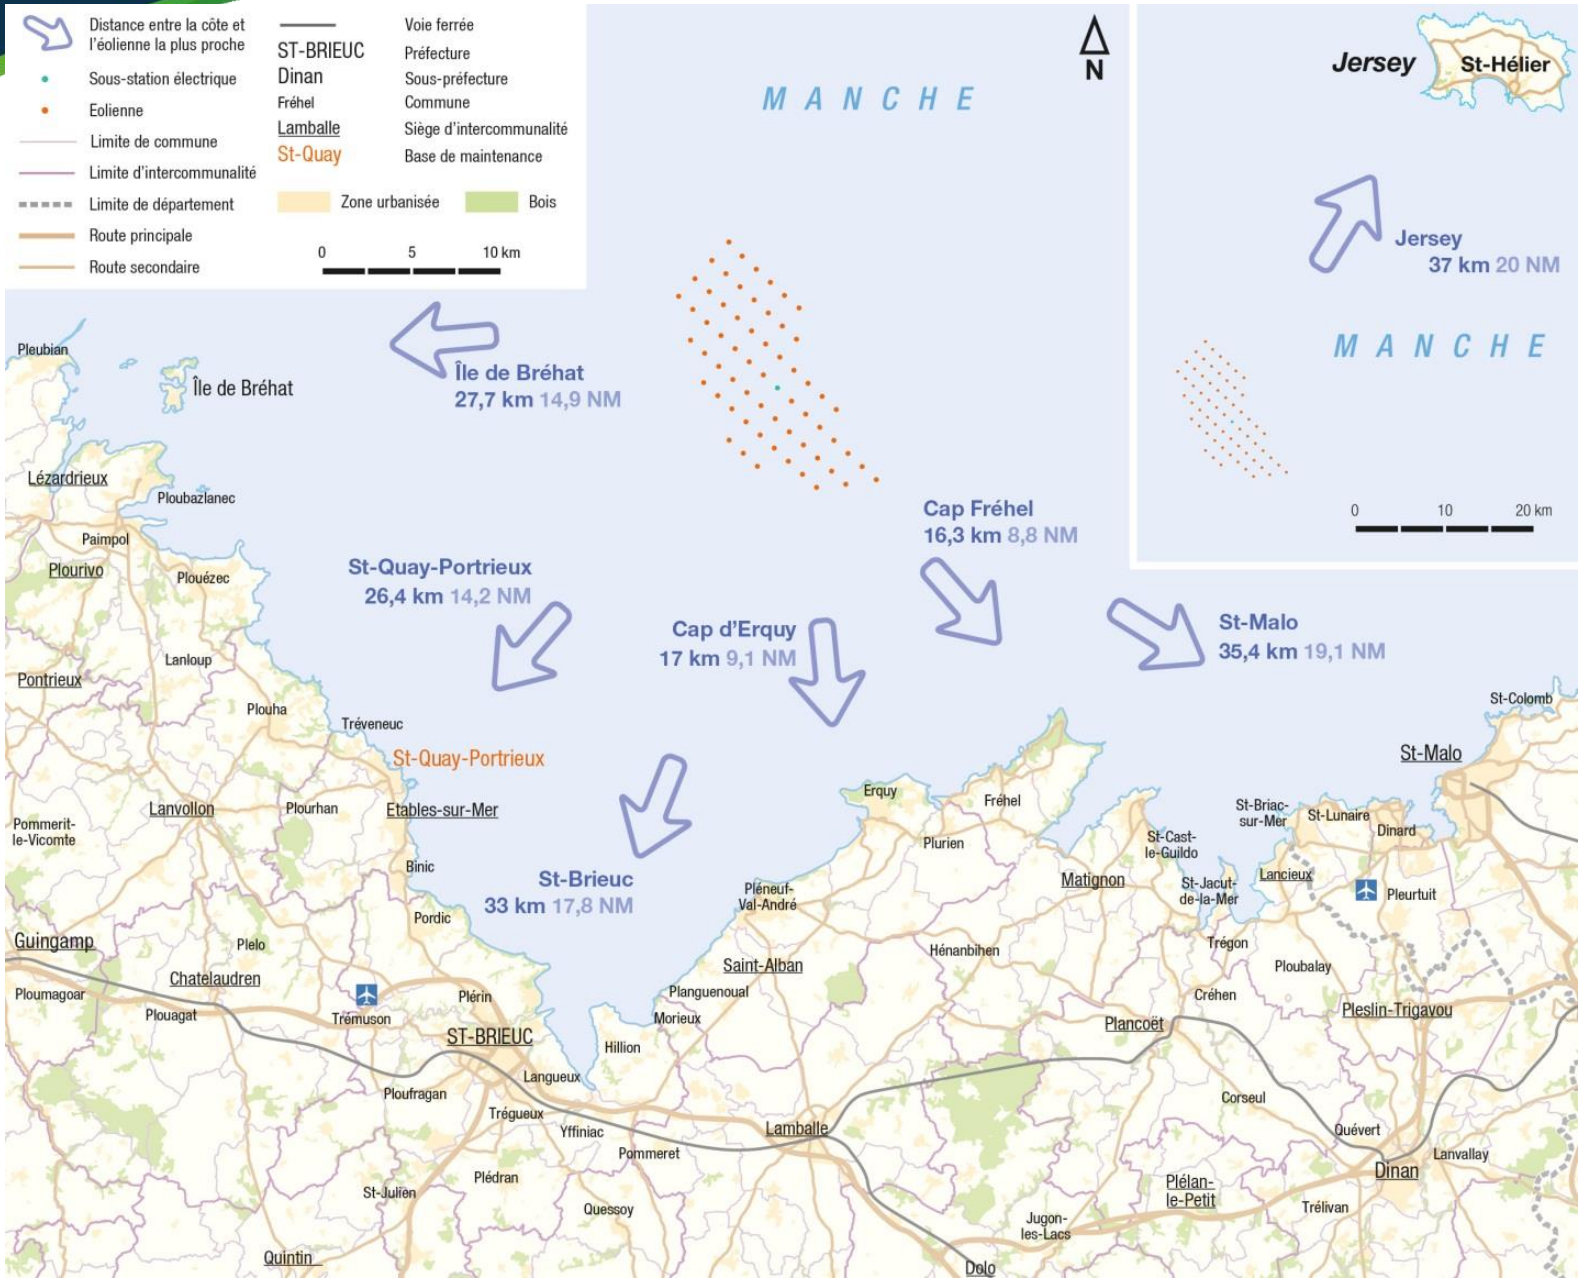 Distance entre la côte et
l'éolienne la plus proche
Sous-station électrique
Eolienne
Limite de commune
Limite d'intercommunalité
Limite de département
Route principale
Route secondaire
Voie ferrée
ST-BRIEUC Préfecture
Dinan Sous-préfecture
Fréhel Commune
Lamballe Siège d'intercommunalité
St-Quay Base de maintenance
Zone urbanisée Bois
0 5 10 km
N
MANCHE
Jersey St-Hélier
Jersey
37 km 20 NM
MANCHE
0 10 20 km
Île de Bréhat
27,7 km 14,9 NM
Cap Fréhel
16,3 km 8,8 NM
St-Quay-Portrieux
26,4 km 14,2 NM
Cap d'Erquy
17 km 9,1 NM
St-Malo
35,4 km 19,1 NM
St-Brieuc
33 km 17,8 NM
Pleubian
Île de Bréhat
Lézardrieux
Ploubazlanec
Paimpol
Plourivo
Plouézec
Lanloup
Pontrieux
Plouha
Tréveneuc
St-Quay-Portrieux
Lanvollon
Plourhan
Etables-sur-Mer
Pommerit-
le-Vicomte
Binic
Pordic
Guingamp
Plelo
Chatelaudren
Ploumagoar
Plouagat
Trémuson
Plérin
ST-BRIEUC
Ploufragan
Langueux
Hillion
Trégueux
Yffiniac
Pommeret
Plédran
St-Julien
Quessoy
Quintin
Erquy
Fréhel
Plurien
Pléneuf-
Val-André
Saint-Alban
Planguenoual
Morieux
Hénanbihen
Matignon
St-Cast-
le-Guildo
St-Jacut-
de-la-Mer
St-Briac-
sur-Mer
St-Lunaire
Dinard
Lancieux
Pleurtuit
St-Malo
St-Colomb
Trégon
Ploubalay
Créhen
Pleslin-Trigavou
Plancoët
Corseul
Lamballe
Quévert
Lanvallay
Dinan
Plélan-
le-Petit
Trélivan
Jugon-
les-Lacs
Dolo